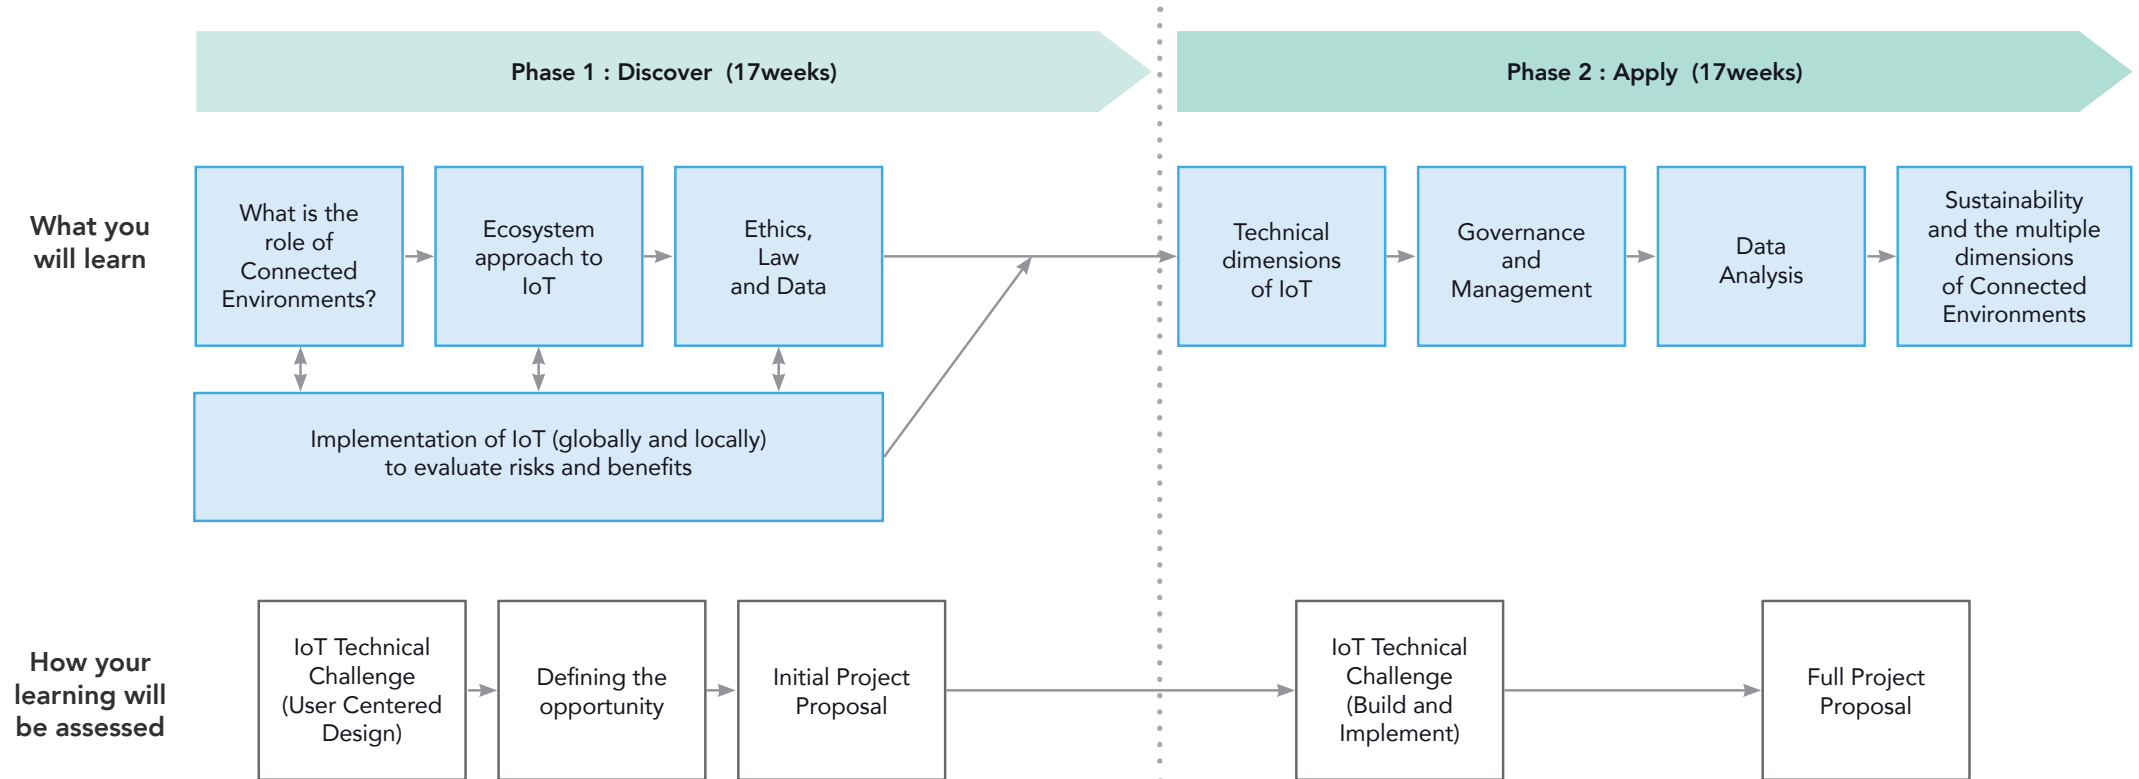 Phase 1 : Discover (17weeks)
Phase 2 : Apply (17weeks)
What you
will learn
What is the
role of
Connected
Environments?
Ecosystem
approach to
IoT
Ethics,
Law
and Data
Technical
dimensions
of IoT
Governance
and
Management
Data
Analysis
Sustainability
and the multiple
dimensions
of Connected
Environments
Implementation of IoT (globally and locally)
to evaluate risks and benefits
How your
learning will
be assessed
IoT Technical
Challenge
(User Centered
Design)
Defining the
opportunity
Initial Project
Proposal
IoT Technical
Challenge
(Build and
Implement)
Full Project
Proposal